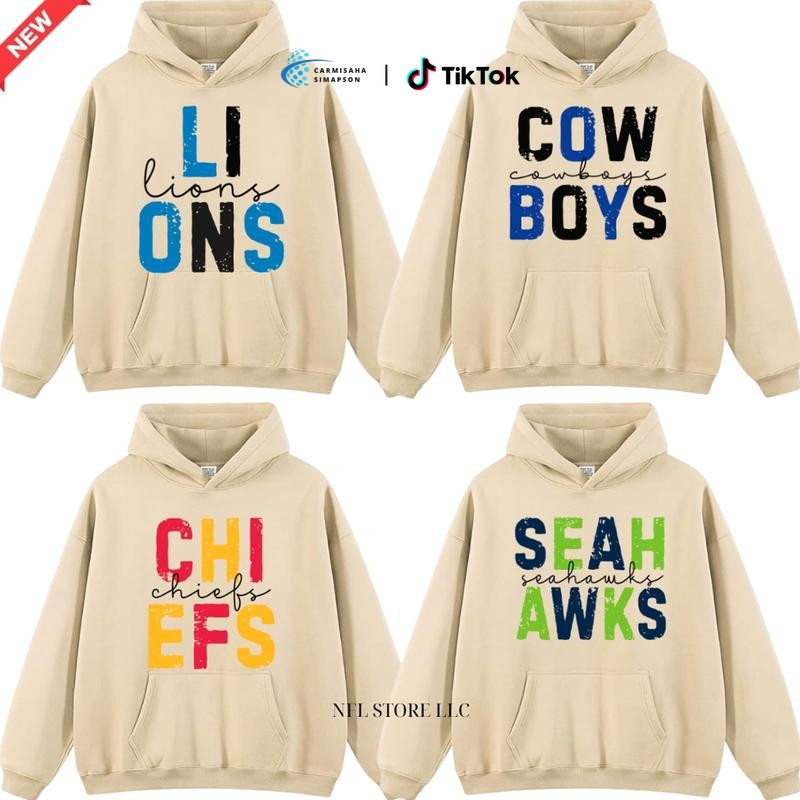 NEW
CARMISAHA
SIMAPSON
TikTok
LI
lions
ONS
COW
cowboys
BOYS
CHI
chiefs
EFS
SEAH
seahawks
AWKS
NFL STORE LLC